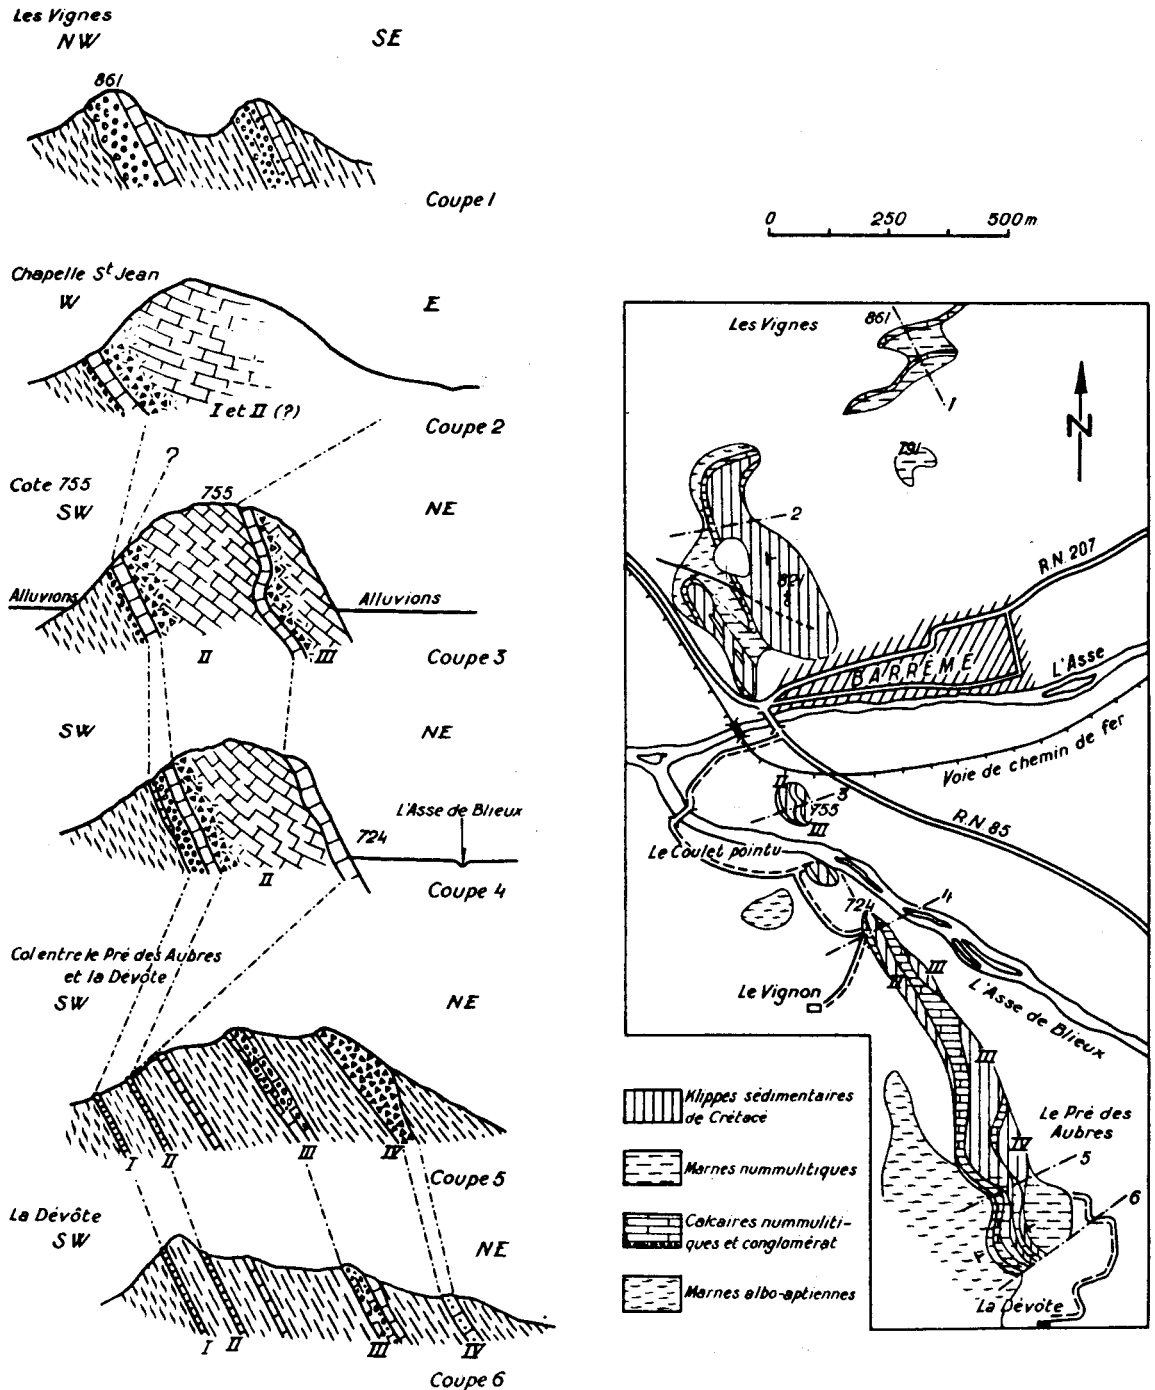 Les Vignes
NW
SE
861
Coupe 1
Chapelle St Jean
W
E
I et II (?)
Coupe 2
?
Cote 755
SW
755
NE
Alluvions
Alluvions
II
III
Coupe 3
SW
NE
L'Asse de Blieux
724
II
Coupe 4
Col entre le Pré des Aubres
et la Dévôte
SW
NE
I
II
III
IV
Coupe 5
La Dévôte
SW
NE
I
II
III
IV
Coupe 6
0
250
500 m
Les Vignes
861
1
791
N
2
R.N. 207
821
BARREME
L'Asse
Voie de chemin de fer
II
3
755
III
R.N 85
Le Coulet pointu
724
4
III
II
Le Vignon
L'Asse de Blieux
III
Le Pré des
Aubres
IV
5
6
La Dévôte
Klippes sédimentaires
de Crétacé
Marnes nummulitiques
Calcaires nummuliti-
ques et conglomérat
Marnes albo-aptiennes